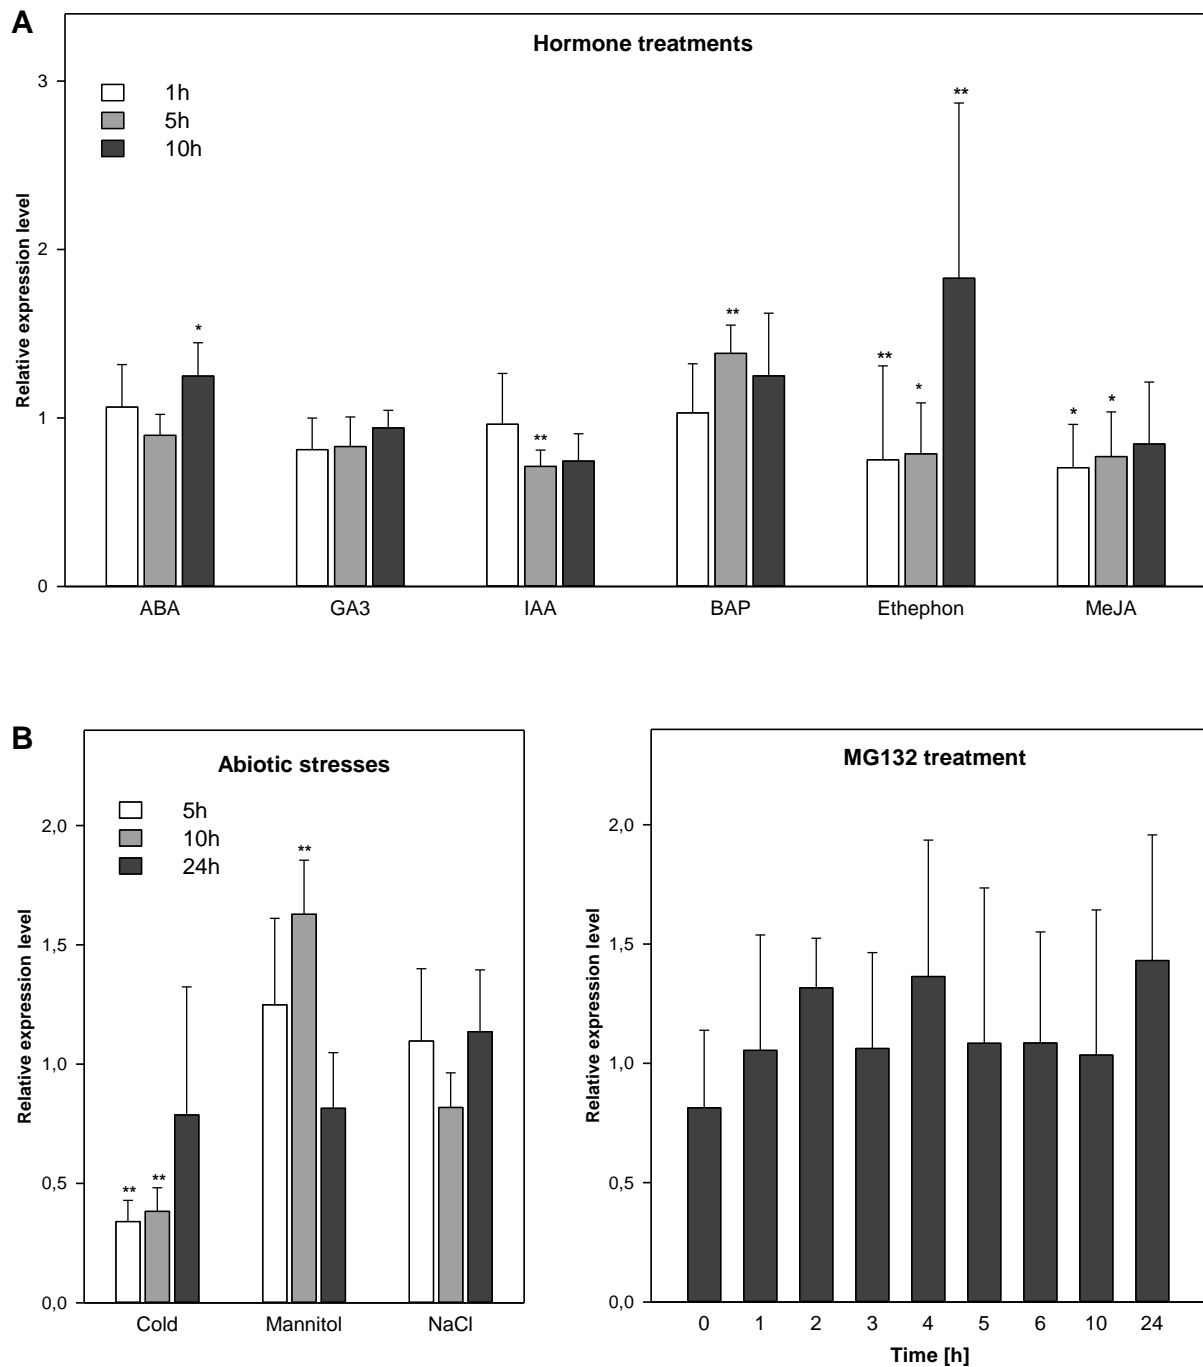 A
Hormone treatments
1h
5h
10h
Relative expression level
3
2
1
0
*
**
**
**
*
**
*
*
ABA GA3 IAA BAP Ethephon MeJA
B
Abiotic stresses
5h
10h
24h
Relative expression level
2,0
1,5
1,0
0,5
0,0
**
**
**
Cold Mannitol NaCl
MG132 treatment
Relative expression level
2,0
1,5
1,0
0,5
0,0
0 1 2 3 4 5 6 10 24
Time [h]